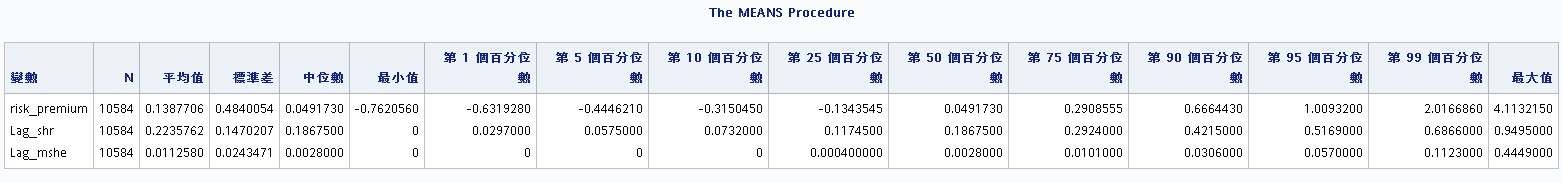 The MEANS Procedure
變數 N 平均值 標準差 中位數 最小值 第 1 個百分位數 第 5 個百分位數 第 10 個百分位數 第 25 個百分位數 第 50 個百分位數 第 75 個百分位數 第 90 個百分位數 第 95 個百分位數 第 99 個百分位數 最大值
risk_premium 10584 0.1387706 0.4840054 0.0491730 -0.7620560 -0.6319280 -0.4446210 -0.3150450 -0.1343545 0.0491730 0.2908555 0.6664430 1.0093200 2.0166860 4.1132150
Lag_shr 10584 0.2235762 0.1470207 0.1867500 0 0.0297000 0.0575000 0.0732000 0.1174500 0.1867500 0.2924000 0.4215000 0.5169000 0.6866000 0.9495000
Lag_mshe 10584 0.0112580 0.0243471 0.0028000 0 0 0 0 0.000400000 0.0028000 0.0101000 0.0306000 0.0570000 0.1123000 0.4449000